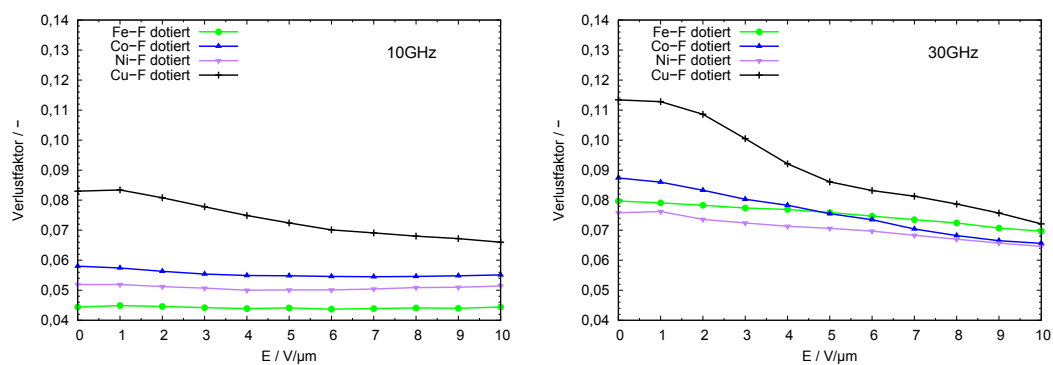 0,14
0,13
0,12
0,11
0,10
0,09
0,08
0,07
0,06
0,05
0,04
Verlustfaktor / −
Fe−F dotiert
Co−F dotiert
Ni−F dotiert
Cu−F dotiert
10GHz
0 1 2 3 4 5 6 7 8 9 10
E / V/µm
0,14
0,13
0,12
0,11
0,10
0,09
0,08
0,07
0,06
0,05
0,04
Verlustfaktor / −
Fe−F dotiert
Co−F dotiert
Ni−F dotiert
Cu−F dotiert
30GHz
0 1 2 3 4 5 6 7 8 9 10
E / V/µm